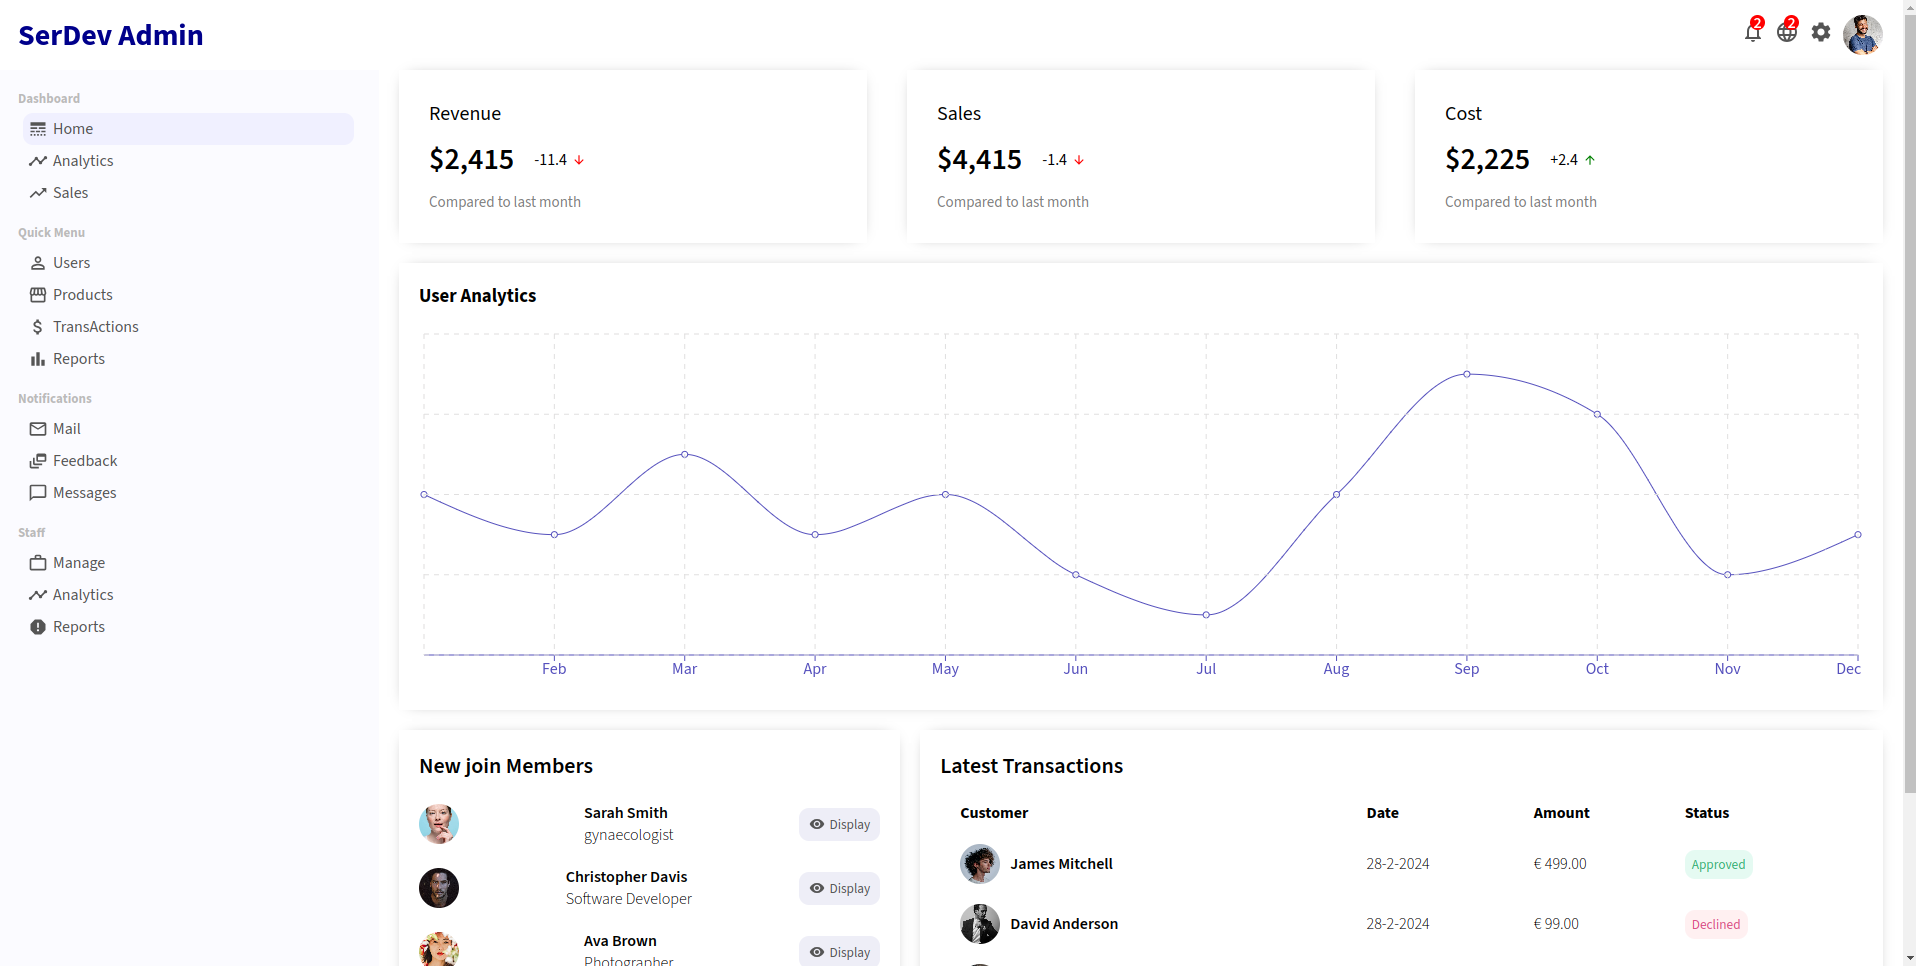 SerDev Admin
2
2
Dashboard
Home
Analytics
Sales
Quick Menu
Users
Products
TransActions
Reports
Notifications
Mail
Feedback
Messages
Staff
Manage
Analytics
Reports
Revenue
$2,415 -11.4
Compared to last month
Sales
$4,415 -1.4
Compared to last month
Cost
$2,225 +2.4
Compared to last month
User Analytics
Feb Mar Apr May Jun Jul Aug Sep Oct Nov Dec
New join Members
Sarah Smith
gynaecologist
Display
Christopher Davis
Software Developer
Display
Ava Brown
Photographer
Display
Latest Transactions
Customer Date Amount Status
James Mitchell 28-2-2024 € 499.00 Approved
David Anderson 28-2-2024 € 99.00 Declined